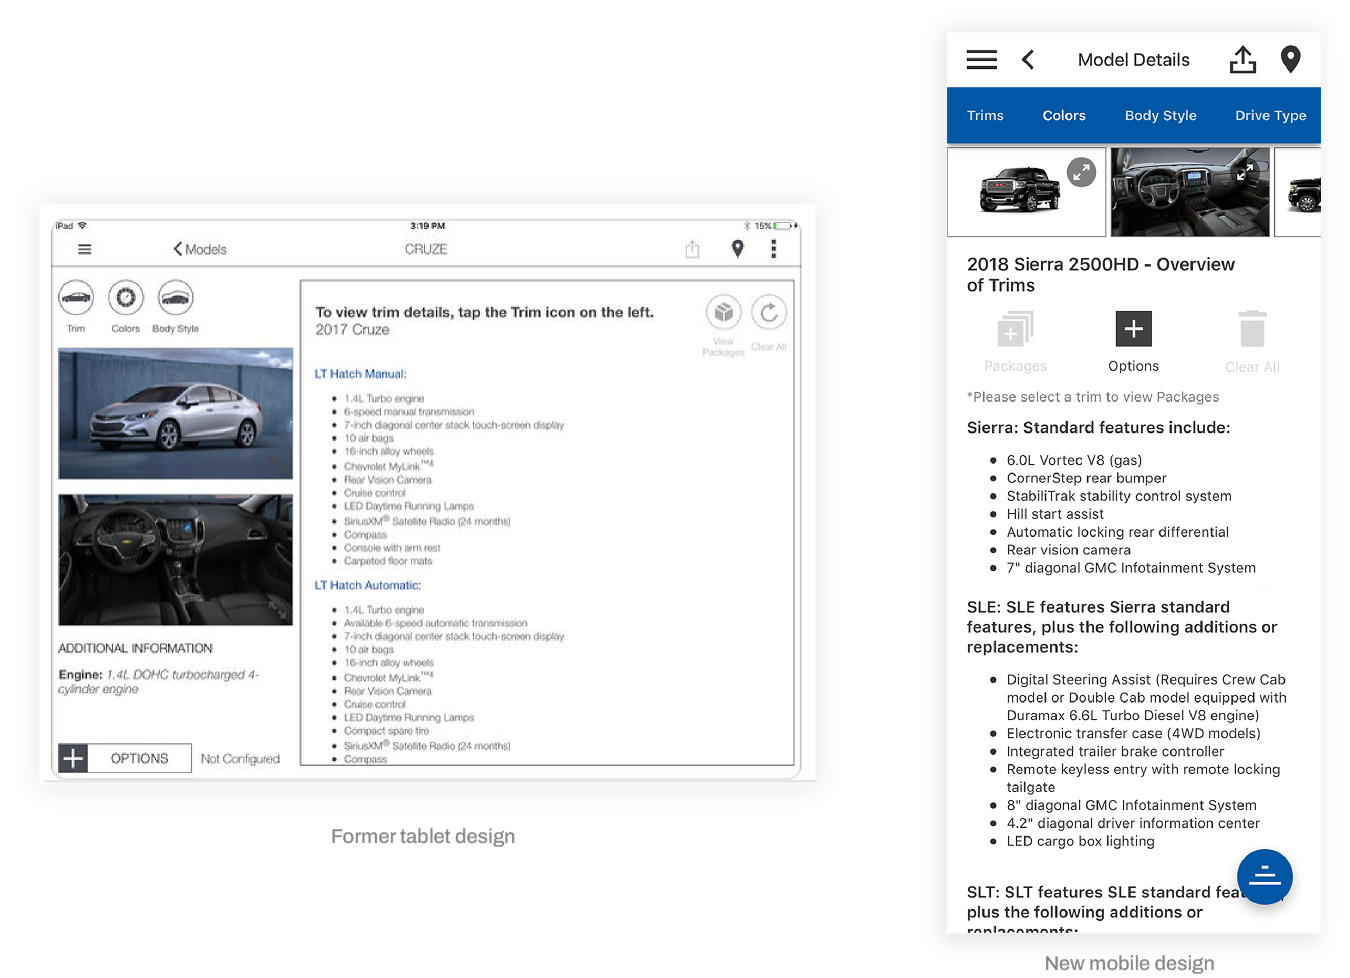 iPad
3:19 PM
15%
Models
CRUZE
Trim
Colors
Body Style
To view trim details, tap the Trim icon on the left.
2017 Cruze
View
Packages
Clear All
LT Hatch Manual:
1.4L Turbo engine
6-speed manual transmission
7-inch diagonal center stack touch-screen display
10 air bags
16-inch alloy wheels
Chevrolet MyLink™4
Rear Vision Camera
Cruise control
LED Daytime Running Lamps
SiriusXM® Satellite Radio (24 months)
Compass
Console with arm rest
Carpeted floor mats
LT Hatch Automatic:
1.4L Turbo engine
Available 6-speed automatic transmission
7-inch diagonal center stack touch-screen display
10 air bags
16-inch alloy wheels
Chevrolet MyLink™4
Rear Vision Camera
Cruise control
LED Daytime Running Lamps
Compact spare tire
SiriusXM® Satellite Radio (24 months)
Compass
ADDITIONAL INFORMATION
Engine: 1.4L DOHC turbocharged 4-
cylinder engine
OPTIONS
Not Configured
Former tablet design
Model Details
Trims
Colors
Body Style
Drive Type
2018 Sierra 2500HD - Overview
of Trims
Packages
Options
Clear All
*Please select a trim to view Packages
Sierra: Standard features include:
6.0L Vortec V8 (gas)
CornerStep rear bumper
StabiliTrak stability control system
Hill start assist
Automatic locking rear differential
Rear vision camera
7" diagonal GMC Infotainment System
SLE: SLE features Sierra standard
features, plus the following additions or
replacements:
Digital Steering Assist (Requires Crew Cab
model or Double Cab model equipped with
Duramax 6.6L Turbo Diesel V8 engine)
Electronic transfer case (4WD models)
Integrated trailer brake controller
Remote keyless entry with remote locking
tailgate
8" diagonal GMC Infotainment System
4.2" diagonal driver information center
LED cargo box lighting
SLT: SLT features SLE standard fea
plus the following additions or
replacements:
New mobile design